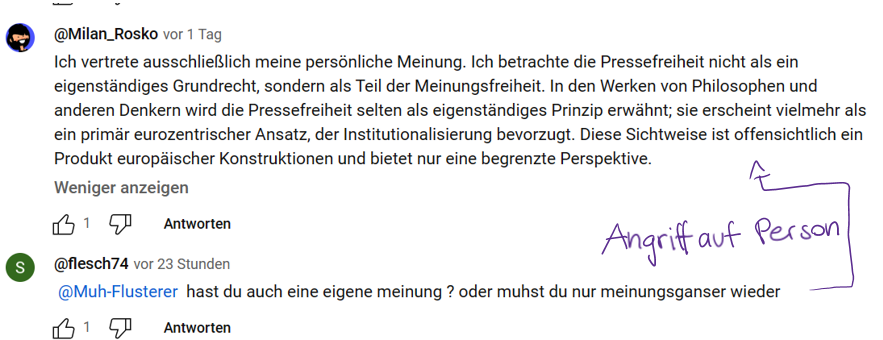 @Milan_Rosko vor 1 Tag
Ich vertrete ausschließlich meine persönliche Meinung. Ich betrachte die Pressefreiheit nicht als ein
eigenständiges Grundrecht, sondern als Teil der Meinungsfreiheit. In den Werken von Philosophen und
anderen Denkern wird die Pressefreiheit selten als eigenständiges Prinzip erwähnt; sie erscheint vielmehr als
ein primär eurozentrischer Ansatz, der Institutionalisierung bevorzugt. Diese Sichtweise ist offensichtlich ein
Produkt europäischer Konstruktionen und bietet nur eine begrenzte Perspektive.
Weniger anzeigen
1 Antworten
Angriff auf Person
S
@flesch74 vor 23 Stunden
@Muh-Flusterer hast du auch eine eigene meinung ? oder muhst du nur meinungsganser wieder
1 Antworten